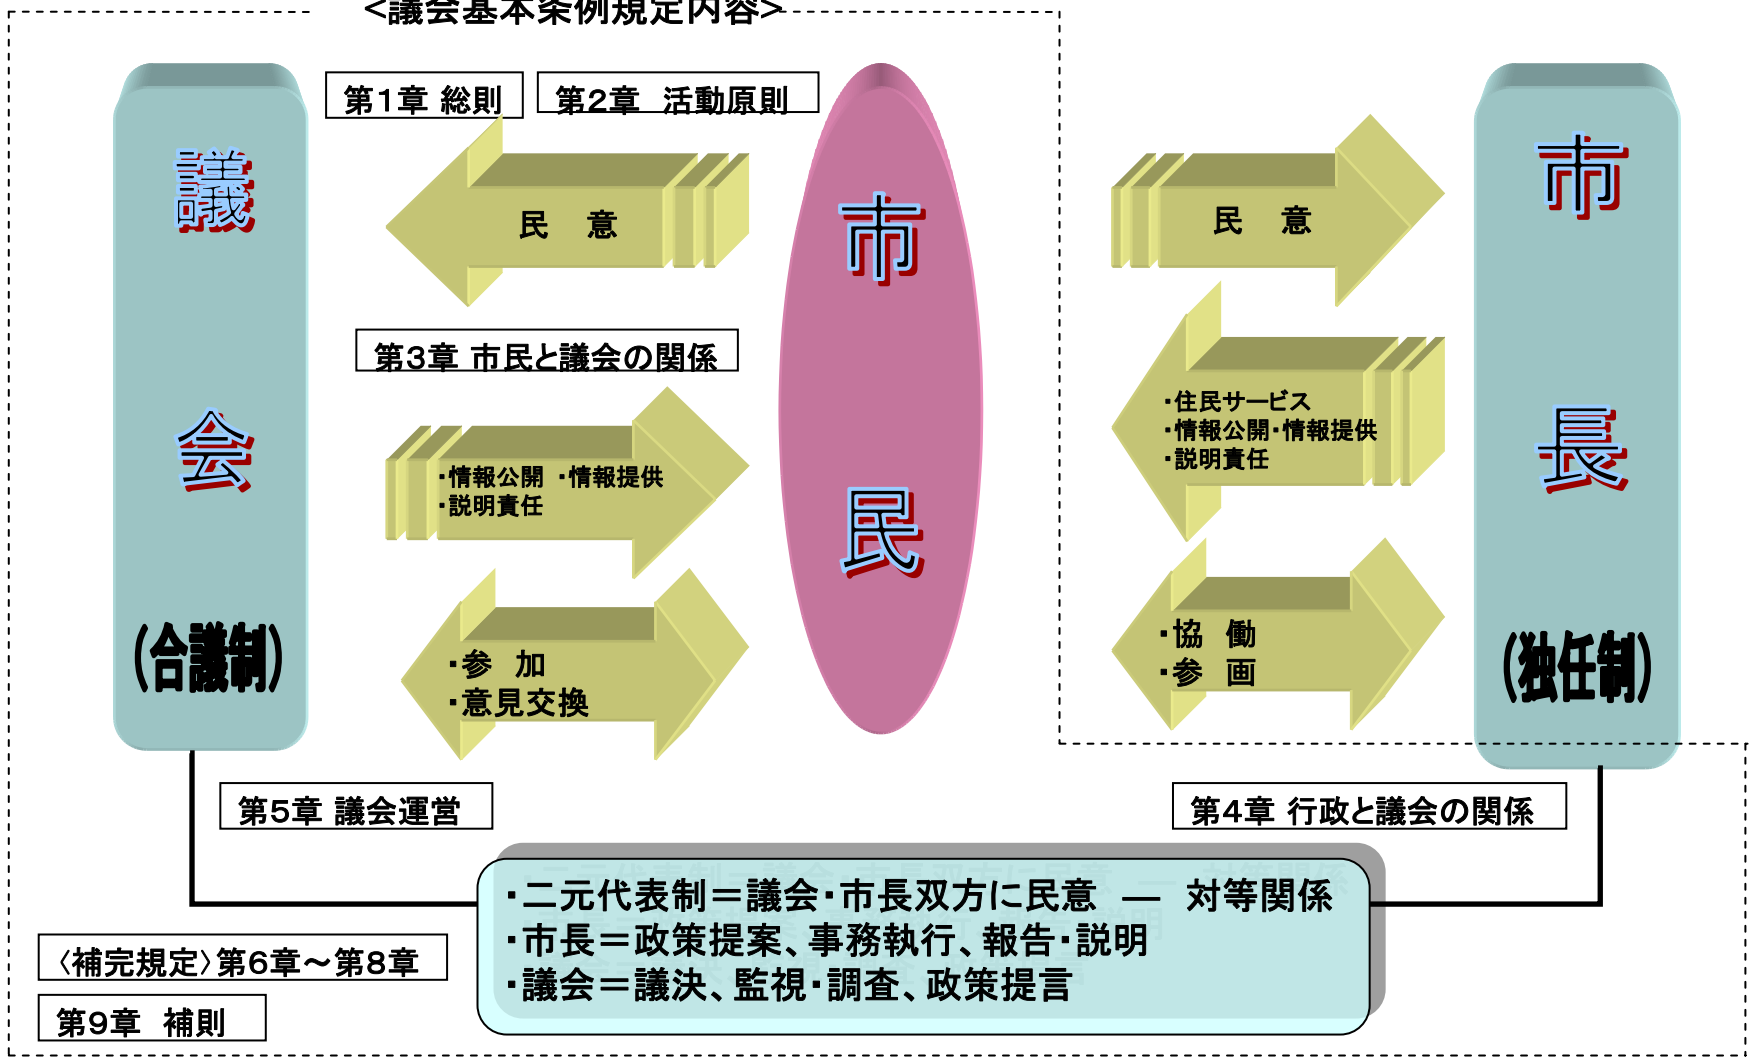 <議会基本条例規定内容>
第1章 総則
第2章　活動原則
議会
(合議制)
民　意
第3章 市民と議会の関係
・情報公開　・情報提供
・説明責任
・参　加
・意見交換
市民
民　意
・住民サービス
・情報公開・情報提供
・説明責任
・協　働
・参　画
市長
(独任制)
第5章 議会運営
第4章 行政と議会の関係
・二元代表制＝議会・市長双方に民意　―　対等関係
・市長＝政策提案、事務執行、報告・説明
・議会＝議決、監視・調査、政策提言
〈補完規定〉第6章～第8章
第9章　補則